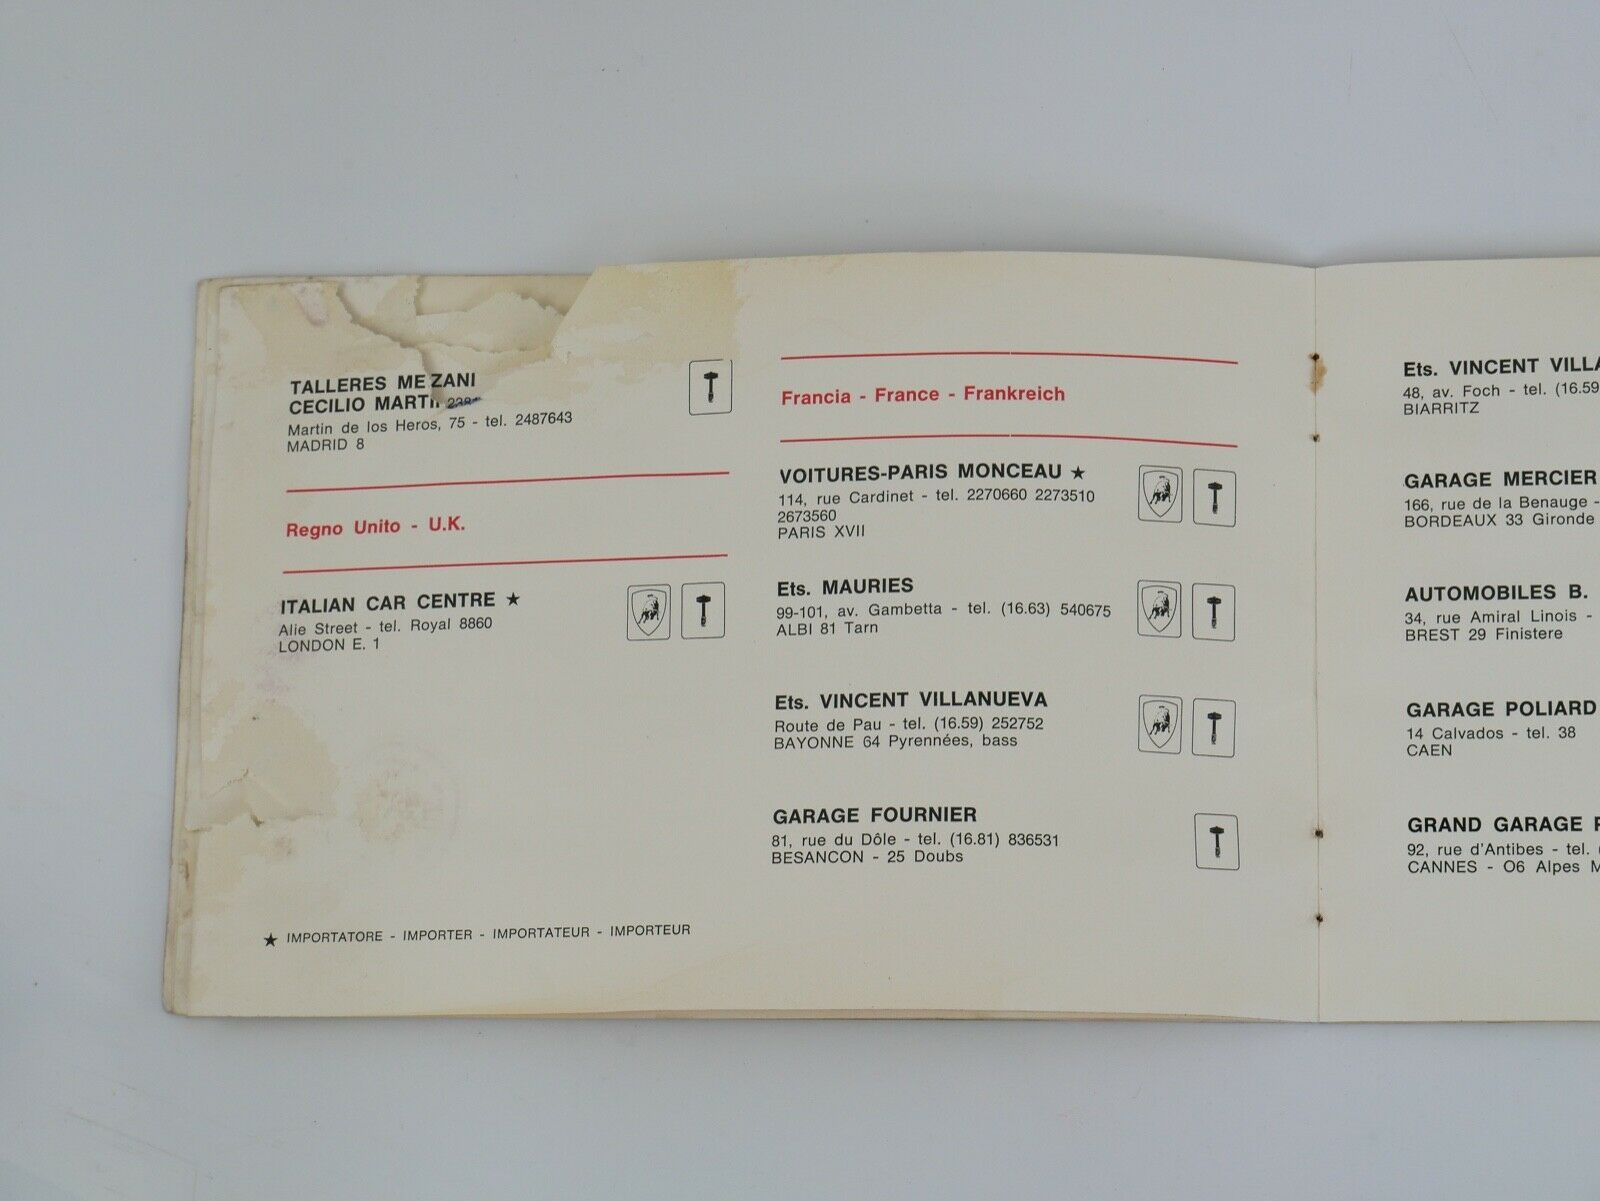 TALLERES MEZANI
CECILIO MARTI
Martin de los Heros, 75 - tel. 2487643
MADRID 8
Regno Unito - U.K.
ITALIAN CAR CENTRE ★
Alie Street - tel. Royal 8860
LONDON E. 1
★ IMPORTATORE - IMPORTER - IMPORTATEUR - IMPORTEUR
Francia - France - Frankreich
VOITURES-PARIS MONCEAU ★
114, rue Cardinet - tel. 2270660 2273510
2673560
PARIS XVII
Ets. MAURIES
99-101, av. Gambetta - tel. (16.63) 540675
ALBI 81 Tarn
Ets. VINCENT VILLANUEVA
Route de Pau - tel. (16.59) 252752
BAYONNE 64 Pyrennées, bass
GARAGE FOURNIER
81, rue du Dôle - tel. (16.81) 836531
BESANCON - 25 Doubs
Ets. VINCENT VILLA
48, av. Foch - tel. (16.59
BIARRITZ
GARAGE MERCIER
166, rue de la Benauge -
BORDEAUX 33 Gironde
AUTOMOBILES B.
34, rue Amiral Linois -
BREST 29 Finistere
GARAGE POLIARD
14 Calvados - tel. 38
CAEN
GRAND GARAGE
92, rue d'Antibes - tel.
CANNES - O6 Alpes M